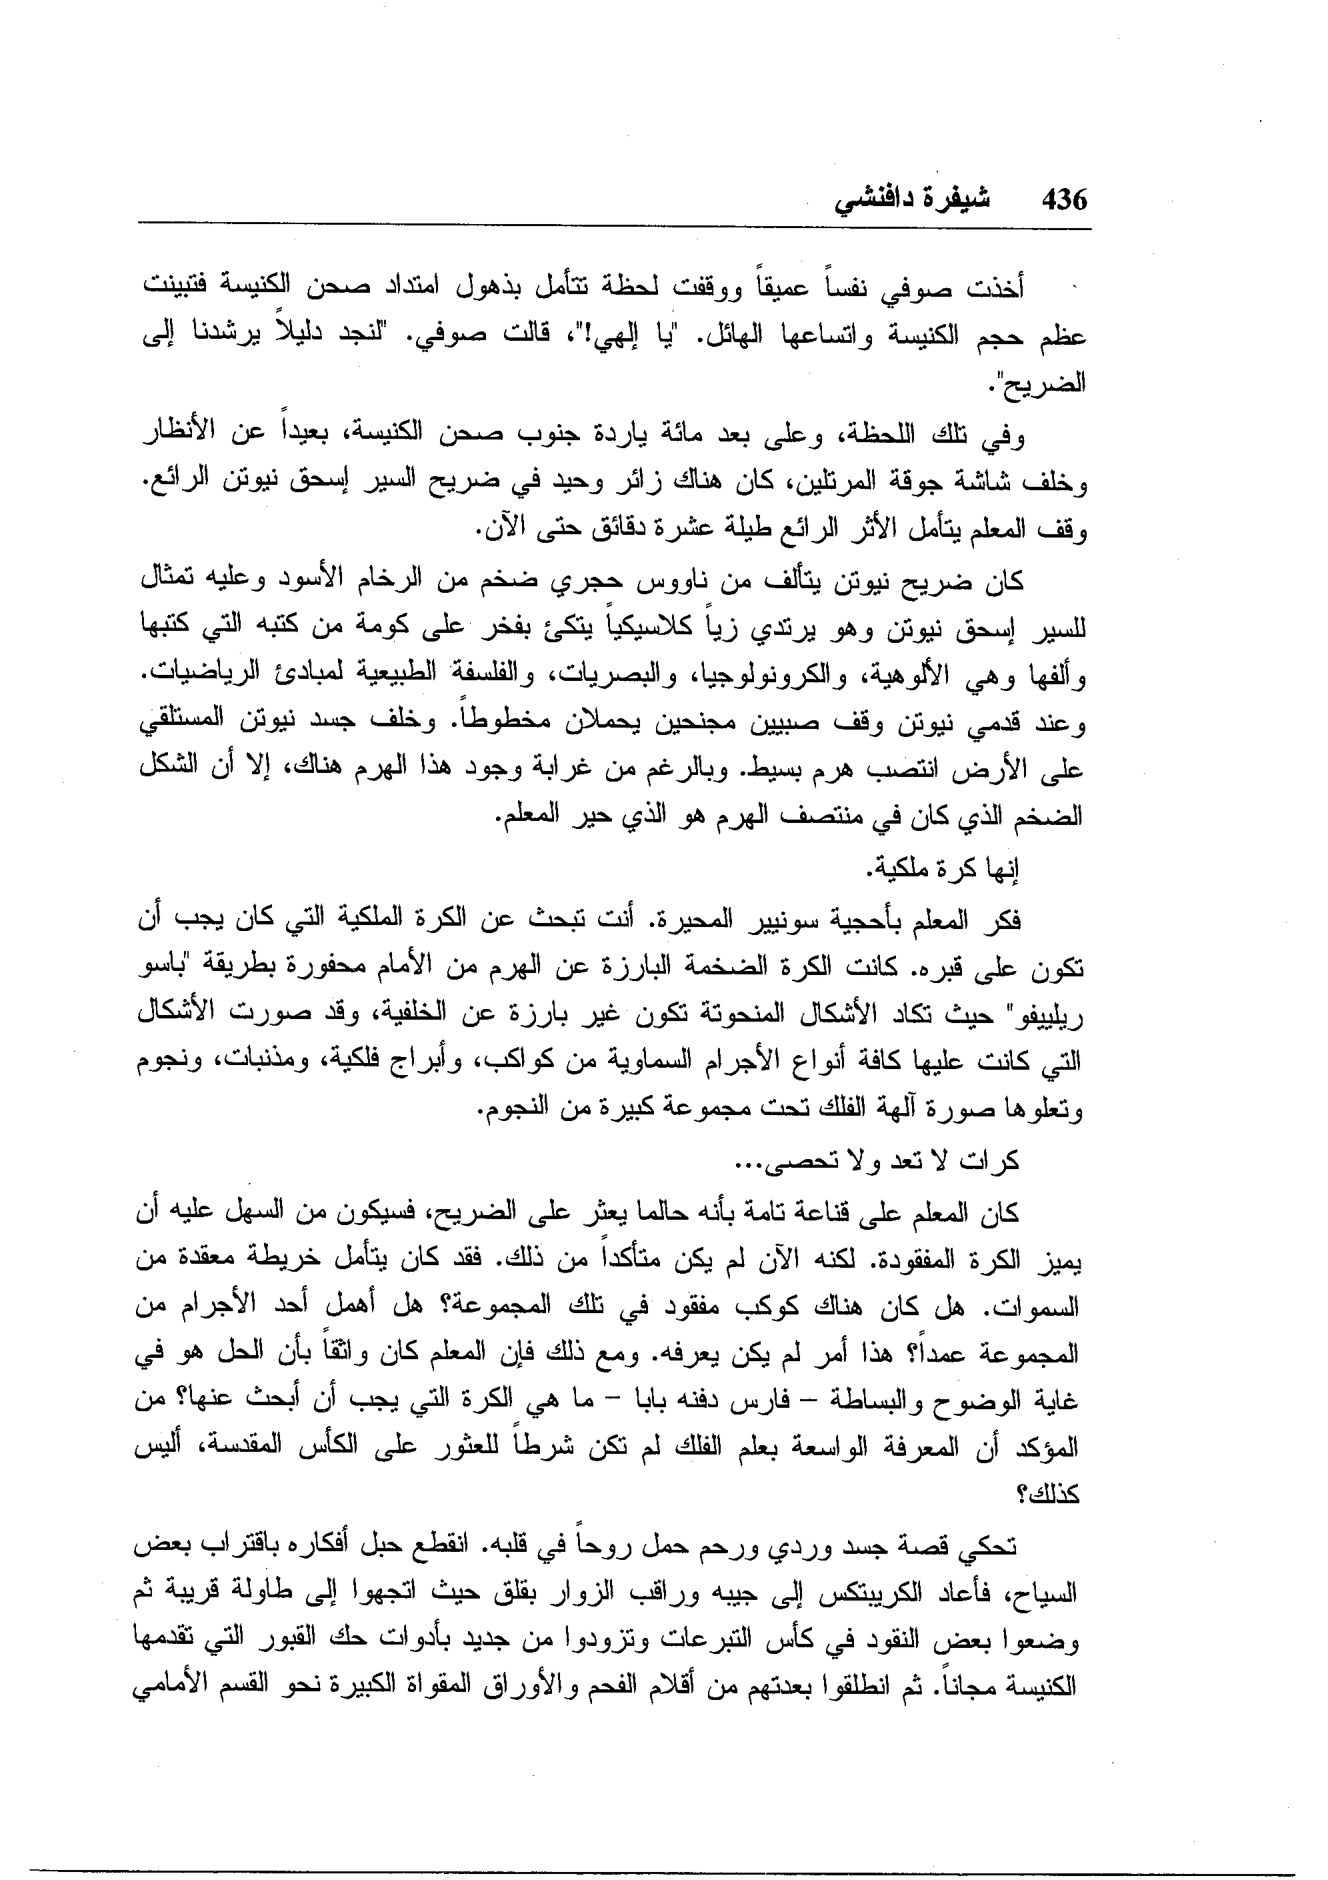 436 شيفرة دافنشي
أخذت صوفي نفساً عميقاً ووقفت لحظة تتأمل بذهول امتداد صحن الكنيسة فتبينت
عظم حجم الكنيسة واتساعها الهائل. "يا إلهي!"، قالت صوفي. "لنجد دليلاً يرشدنا إلى
الضريح".
وفي تلك اللحظة، وعلى بعد مائة ياردة جنوب صحن الكنيسة، بعيداً عن الأنظار
وخلف شاشة جوقة المرتلين، كان هناك زائر وحيد في ضريح السير إسحق نيوتن الرائع.
وقف المعلم يتأمل الأثر الرائع طيلة عشرة دقائق حتى الآن.
كان ضريح نيوتن يتألف من ناووس حجري ضخم من الرخام الأسود وعليه تمثال
للسير إسحق نيوتن وهو يرتدي زياً كلاسيكياً يتكئ بفخر على كومة من كتبه التي كتبها
وألفها وهي الألوهية، والكرونولوجيا، والبصريات، والفلسفة الطبيعية لمبادئ الرياضيات.
وعند قدمي نيوتن وقف صبيين مجنحين يحملان مخطوطاً. وخلف جسد نيوتن المستلقي
على الأرض انتصب هرم بسيط. وبالرغم من غرابة وجود هذا الهرم هناك، إلا أن الشكل
الضخم الذي كان في منتصف الهرم هو الذي حير المعلم.
إنها كرة ملكية.
فكر المعلم بأحجية سونيير المحيرة. أنت تبحث عن الكرة الملكية التي كان يجب أن
تكون على قبره. كانت الكرة الضخمة البارزة عن الهرم من الأمام محفورة بطريقة "باسو
ريلييفو" حيث تكاد الأشكال المنحوتة تكون غير بارزة عن الخلفية، وقد صورت الأشكال
التي كانت عليها كافة أنواع الأجرام السماوية من كواكب، وأبراج فلكية، ومذنبات، ونجوم
وتعلوها صورة آلهة الفلك تحت مجموعة كبيرة من النجوم.
كرات لا تعد ولا تحصى...
كان المعلم على قناعة تامة بأنه حالما يعثر على الضريح، فسيكون من السهل عليه أن
يميز الكرة المفقودة. لكنه الآن لم يكن متأكداً من ذلك. فقد كان يتأمل خريطة معقدة من
السموات. هل كان هناك كوكب مفقود في تلك المجموعة؟ هل أهمل أحد الأجرام من
المجموعة عمداً؟ هذا أمر لم يكن يعرفه. ومع ذلك فإن المعلم كان واثقاً بأن الحل هو في
غاية الوضوح والبساطة – فارس دفنه بابا – ما هي الكرة التي يجب أن أبحث عنها؟ من
المؤكد أن المعرفة الواسعة بعلم الفلك لم تكن شرطاً للعثور على الكأس المقدسة، أليس
كذلك؟
تحكي قصة جسد وردي ورحم حمل روحاً في قلبه. انقطع حبل أفكاره باقتراب بعض
السياح، فأعاد الكريبتكس إلى جيبه وراقب الزوار بقلق حيث اتجهوا إلى طاولة قريبة ثم
وضعوا بعض النقود في كأس التبرعات وتزودوا من جديد بأدوات حك القبور التي تقدمها
الكنيسة مجاناً. ثم انطلقوا بعدتهم من أقلام الفحم والأوراق المقواة الكبيرة نحو القسم الأمامي